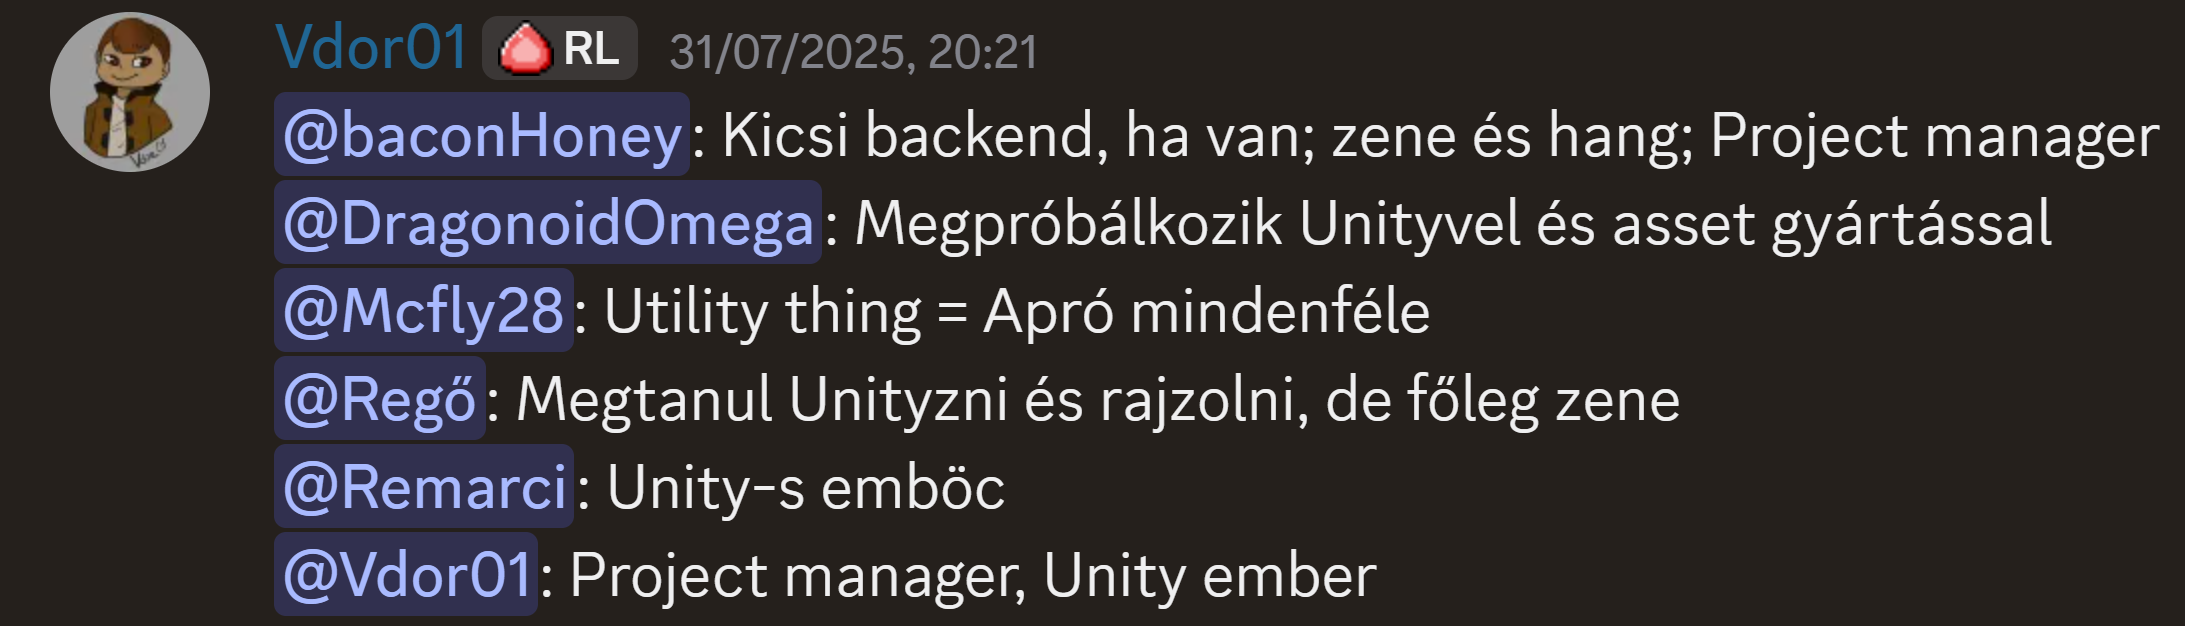 Vdor01 RL 31/07/2025, 20:21
@baconHoney: Kicsi backend, ha van; zene és hang; Project manager
@DragonoidOmega: Megpróbálkozik Unityvel és asset gyártással
@Mcfly28: Utility thing = Apró mindenféle
@Regő: Megtanul Unityzni és rajzolni, de főleg zene
@Remarci: Unity-s emböc
@Vdor01: Project manager, Unity ember